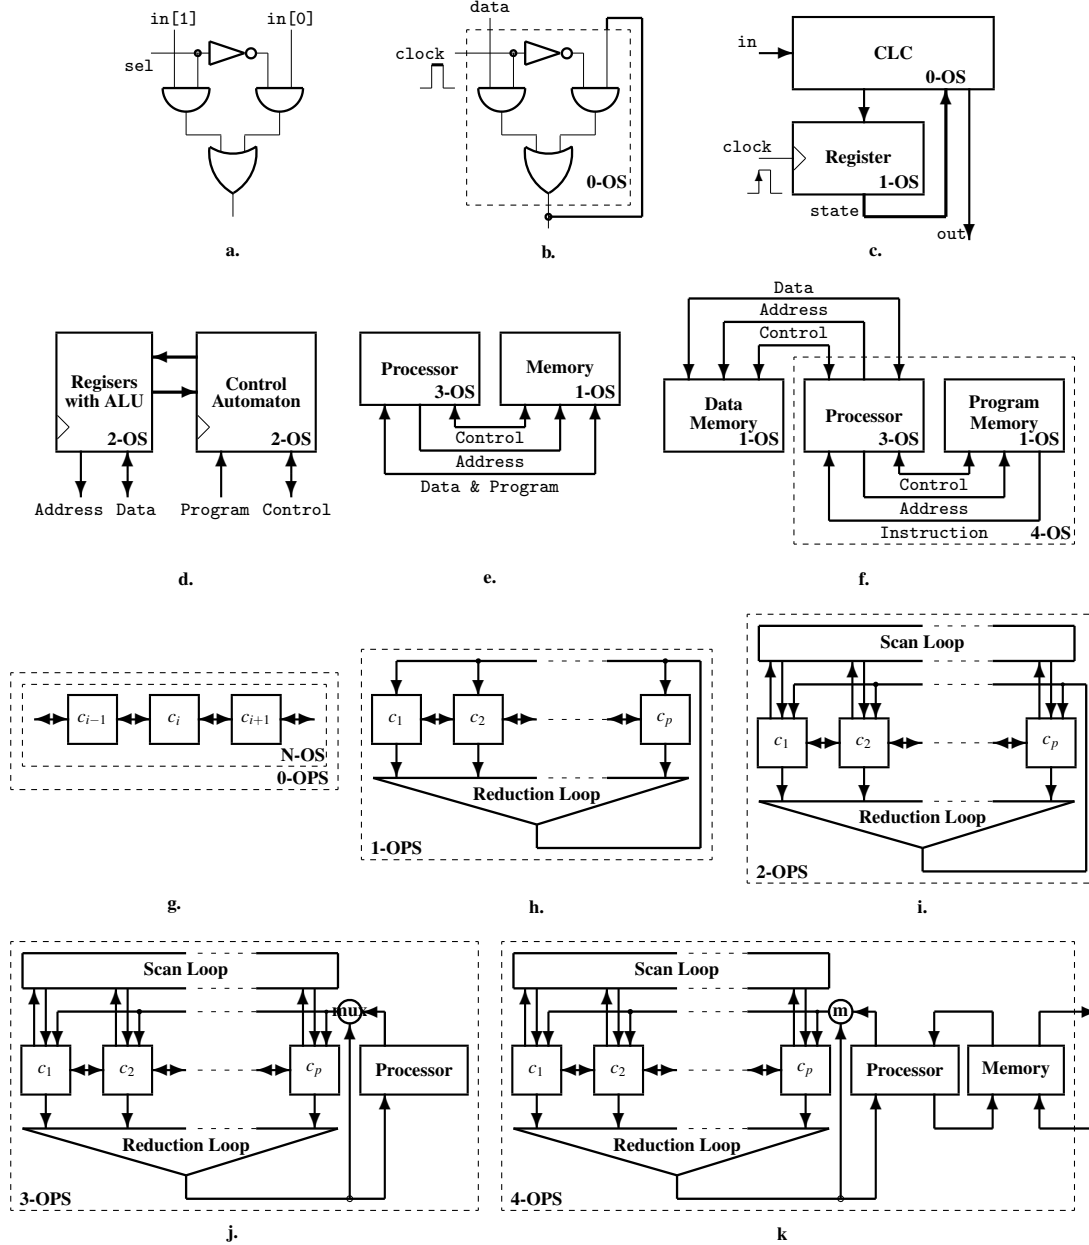 in[1] in[0]
sel
a.
data
clock
0-OS
b.
in
CLC
0-OS
clock
Register
1-OS
state
out
c.
Regisers
with ALU
2-OS
Control
Automaton
2-OS
Address Data Program Control
d.
Processor
3-OS
Memory
1-OS
Control
Address
Data & Program
e.
Data
Address
Control
Data
Memory
1-OS
Processor
3-OS
Program
Memory
1-OS
Control
Address
Instruction
4-OS
f.
c_{i−1} c_i c_{i+1}
N-OS
0-OPS
g.
c_1 c_2 c_p
Reduction Loop
1-OPS
h.
Scan Loop
c_1 c_2 c_p
Reduction Loop
2-OPS
i.
Scan Loop
mux
c_1 c_2 c_p
Processor
Reduction Loop
3-OPS
j.
Scan Loop
m
c_1 c_2 c_p
Processor Memory
Reduction Loop
4-OPS
k